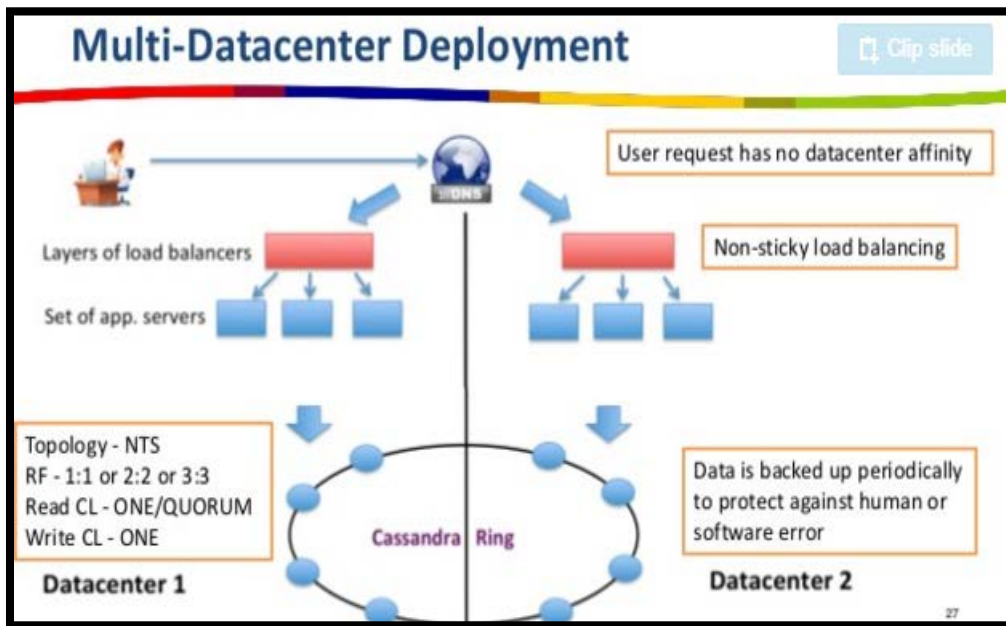 Multi-Datacenter Deployment
Clip slide
User request has no datacenter affinity
DNS
Layers of load balancers
Non-sticky load balancing
Set of app. servers
Topology - NTS
RF - 1:1 or 2:2 or 3:3
Read CL - ONE/QUORUM
Write CL - ONE
Cassandra Ring
Data is backed up periodically
to protect against human or
software error
Datacenter 1
Datacenter 2
27